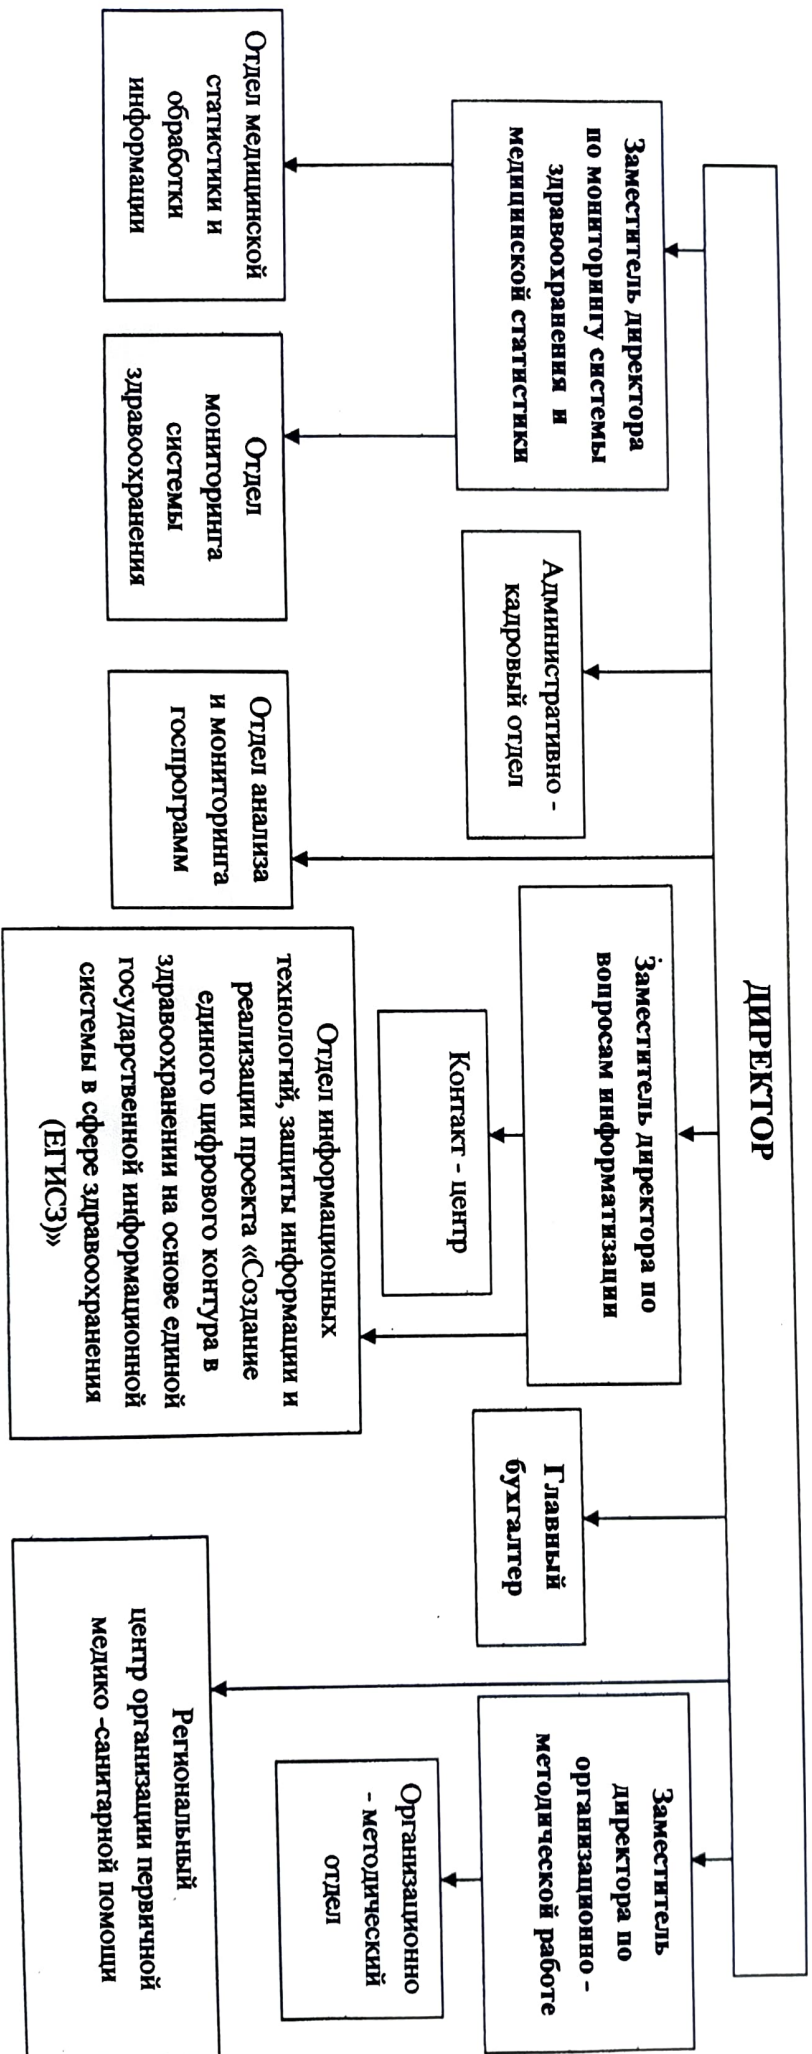 ДИРЕКТОР
Заместитель директора
по мониторингу системы
здравоохранения и
медицинской статистики
Административно -
кадровый отдел
Заместитель директора по
вопросам информатизации
Главный
бухгалтер
Заместитель
директора по
организационно -
методической работе
Отдел медицинской
статистики и
обработки
информации
Отдел
мониторинга
системы
здравоохранения
Отдел анализа
и мониторинга
госпрограмм
Контакт - центр
Отдел информационных
технологий, защиты информации и
реализации проекта «Создание
единого цифрового контура в
здравоохранении на основе единой
государственной информационной
системы в сфере здравоохранения
(ЕГИСЗ)»
Региональный
центр организации первичной
медико -санитарной помощи
Организационно
- методический
отдел